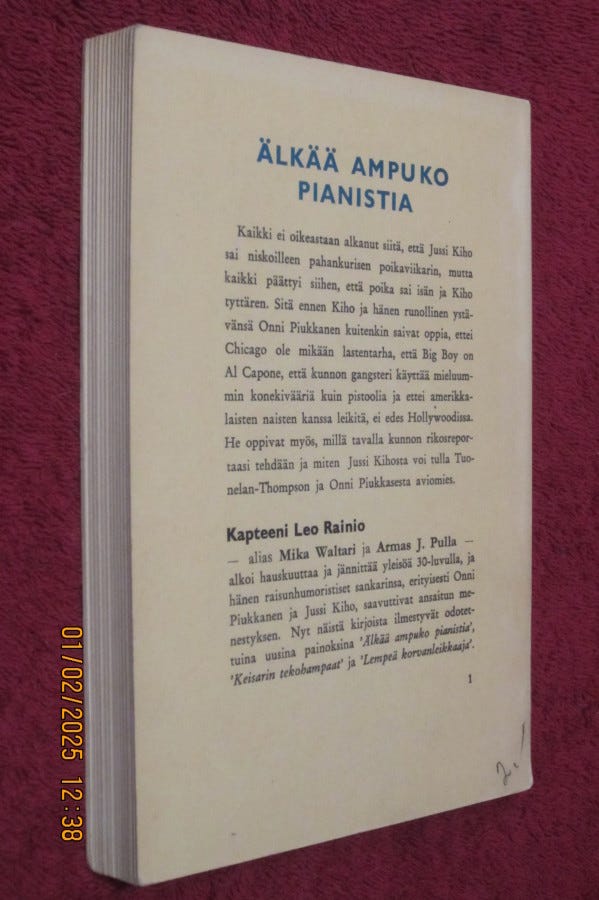 ÄLKÄÄ AMPUKO
PIANISTIA
Kaikki ei oikeastaan alkanut siitä, että Jussi Kiho
sai niskoilleen pahankurisen poikaviikarin, mutta
kaikki päättyi siihen, että poika sai isän ja Kiho
tyttären. Sitä ennen Kiho ja hänen runollinen ystä-
vänsä Onni Piukkanen kuitenkin saivat oppia, ettei
Chicago ole mikään lastentarha, että Big Boy on
Al Capone, että kunnon gangsteri käyttää mieluum-
min konekivääriä kuin pistoolia ja ettei amerikka-
laisten naisten kanssa leikitä, ei edes Hollywoodissa.
He oppivat myös, millä tavalla kunnon rikosrepor-
taasi tehdään ja miten Jussi Kihosta voi tulla Tuo-
nelan-Thompson ja Onni Piukkasesta aviomies.
Kapteeni Leo Rainio
— alias Mika Waltari ja Armas J. Pulla —
alkoi hauskuuttaa ja jännittää yleisöä 30-luvulla, ja
hänen raisunhumoristiset sankarinsa, erityisesti Onni
Piukkanen ja Jussi Kiho, saavuttivat ansaitun me-
nestyksen. Nyt näistä kirjoista ilmestyvät odotet-
tuina uusina painoksina 'Älkää ampuko pianistia',
'Keisarin tekohampaat' ja 'Lempeä korvanleikkaaja'.
1
01/02/2025 12:38